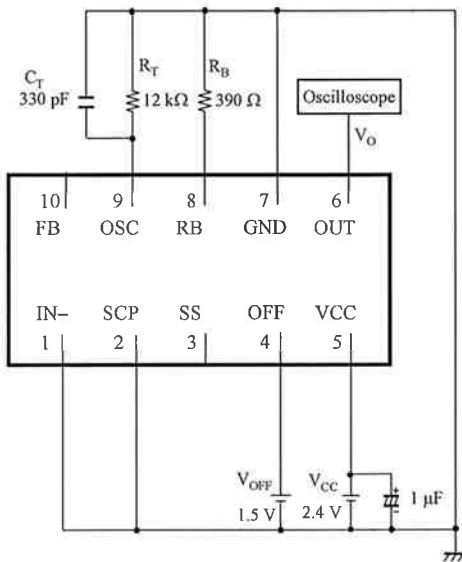 C_T
330 pF
R_T
12 kΩ
R_B
390 Ω
Oscilloscope
V_O
10 9 8 7 6
FB OSC RB GND OUT
IN– SCP SS OFF VCC
1 2 3 4 5
V_OFF
1.5 V
V_CC
2.4 V
+
–
1 μF